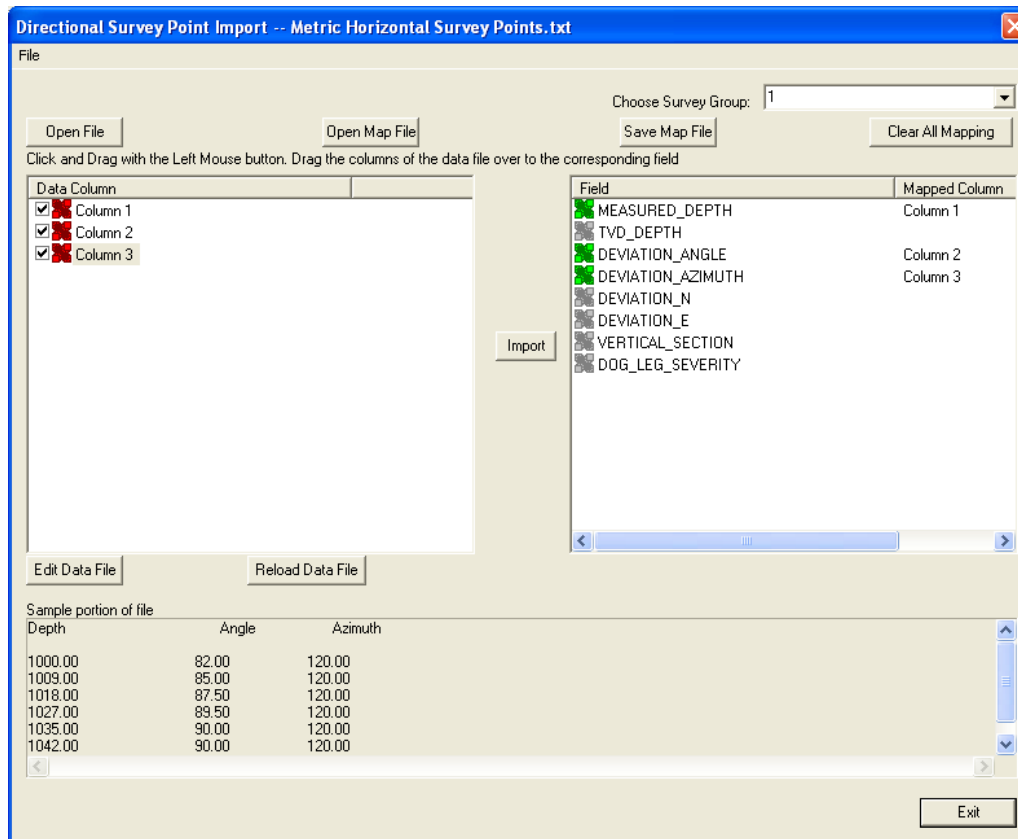 Directional Survey Point Import -- Metric Horizontal Survey Points.txt
File
Choose Survey Group: 1
Open File Open Map File Save Map File Clear All Mapping
Click and Drag with the Left Mouse button. Drag the columns of the data file over to the corresponding field
Data Column
Column 1
Column 2
Column 3
Import
Field Mapped Column
MEASURED_DEPTH Column 1
TVD_DEPTH
DEVIATION_ANGLE Column 2
DEVIATION_AZIMUTH Column 3
DEVIATION_N
DEVIATION_E
VERTICAL_SECTION
DOG_LEG_SEVERITY
Edit Data File Reload Data File
Sample portion of file
Depth Angle Azimuth
1000.00 82.00 120.00
1009.00 85.00 120.00
1018.00 87.50 120.00
1027.00 89.50 120.00
1035.00 90.00 120.00
1042.00 90.00 120.00
Exit